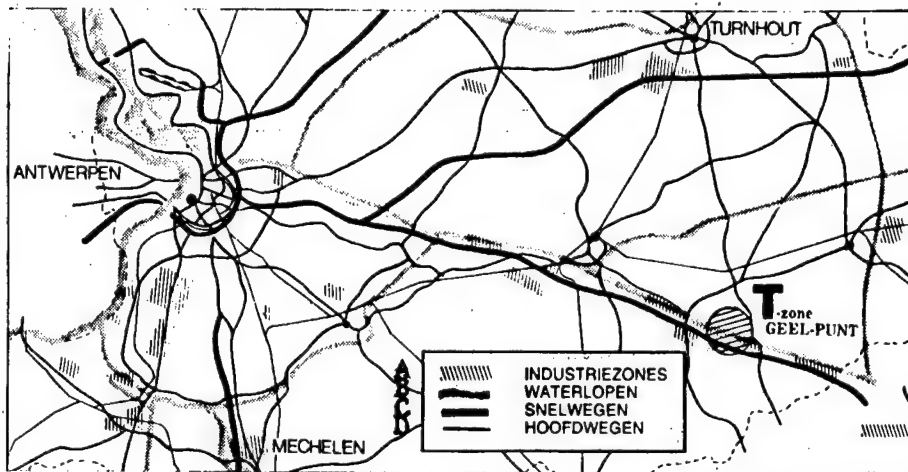 TURNHOUT
ANTWERPEN
T-zone
GEEL-PUNT
INDUSTRIEZONES
WATERLOPEN
SNELWEGEN
HOOFDWEGEN
MECHELEN